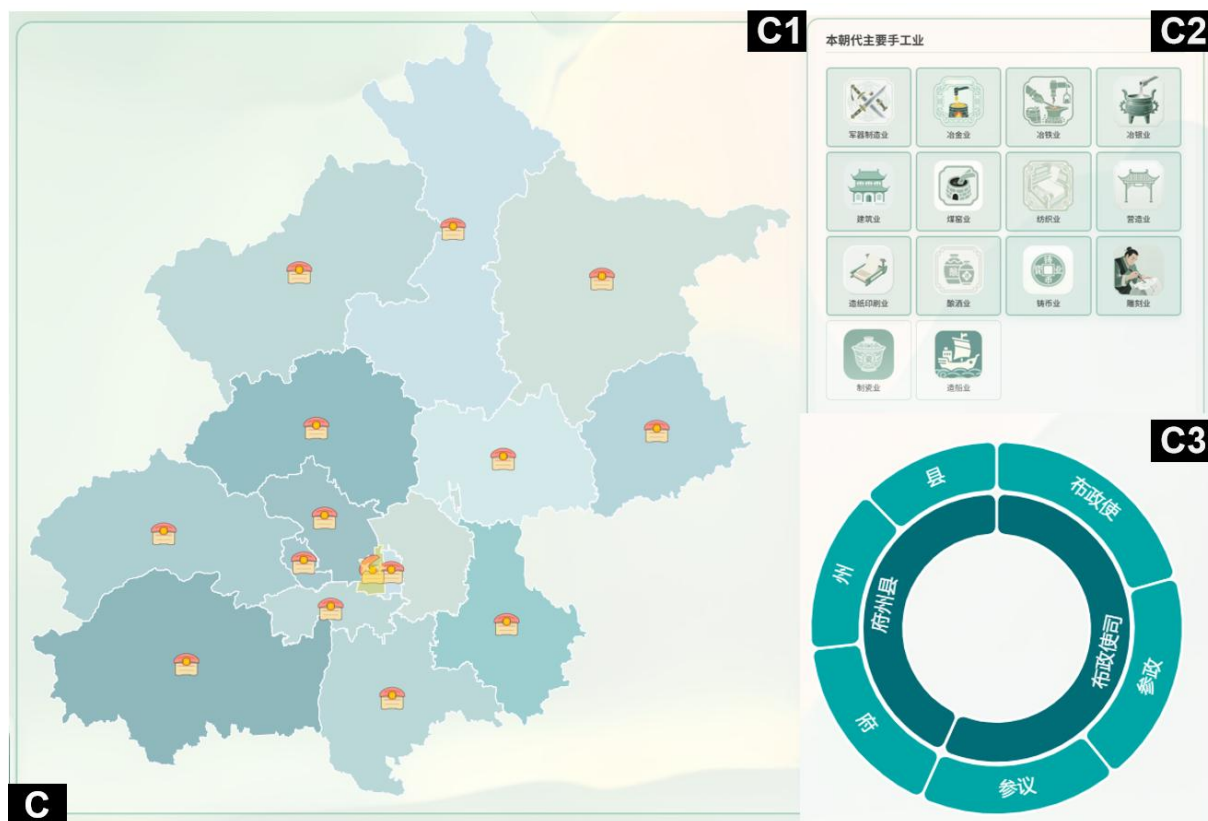 C1
C2
本朝代主要手工业
军器制造业
冶金业
冶铁业
冶银业
建筑业
煤窑业
纺织业
营造业
造纸印刷业
酿酒业
铸币业
雕刻业
制瓷业
造船业
C3
县
布政使
州
府州县
布政使司
参政
府
参议
C